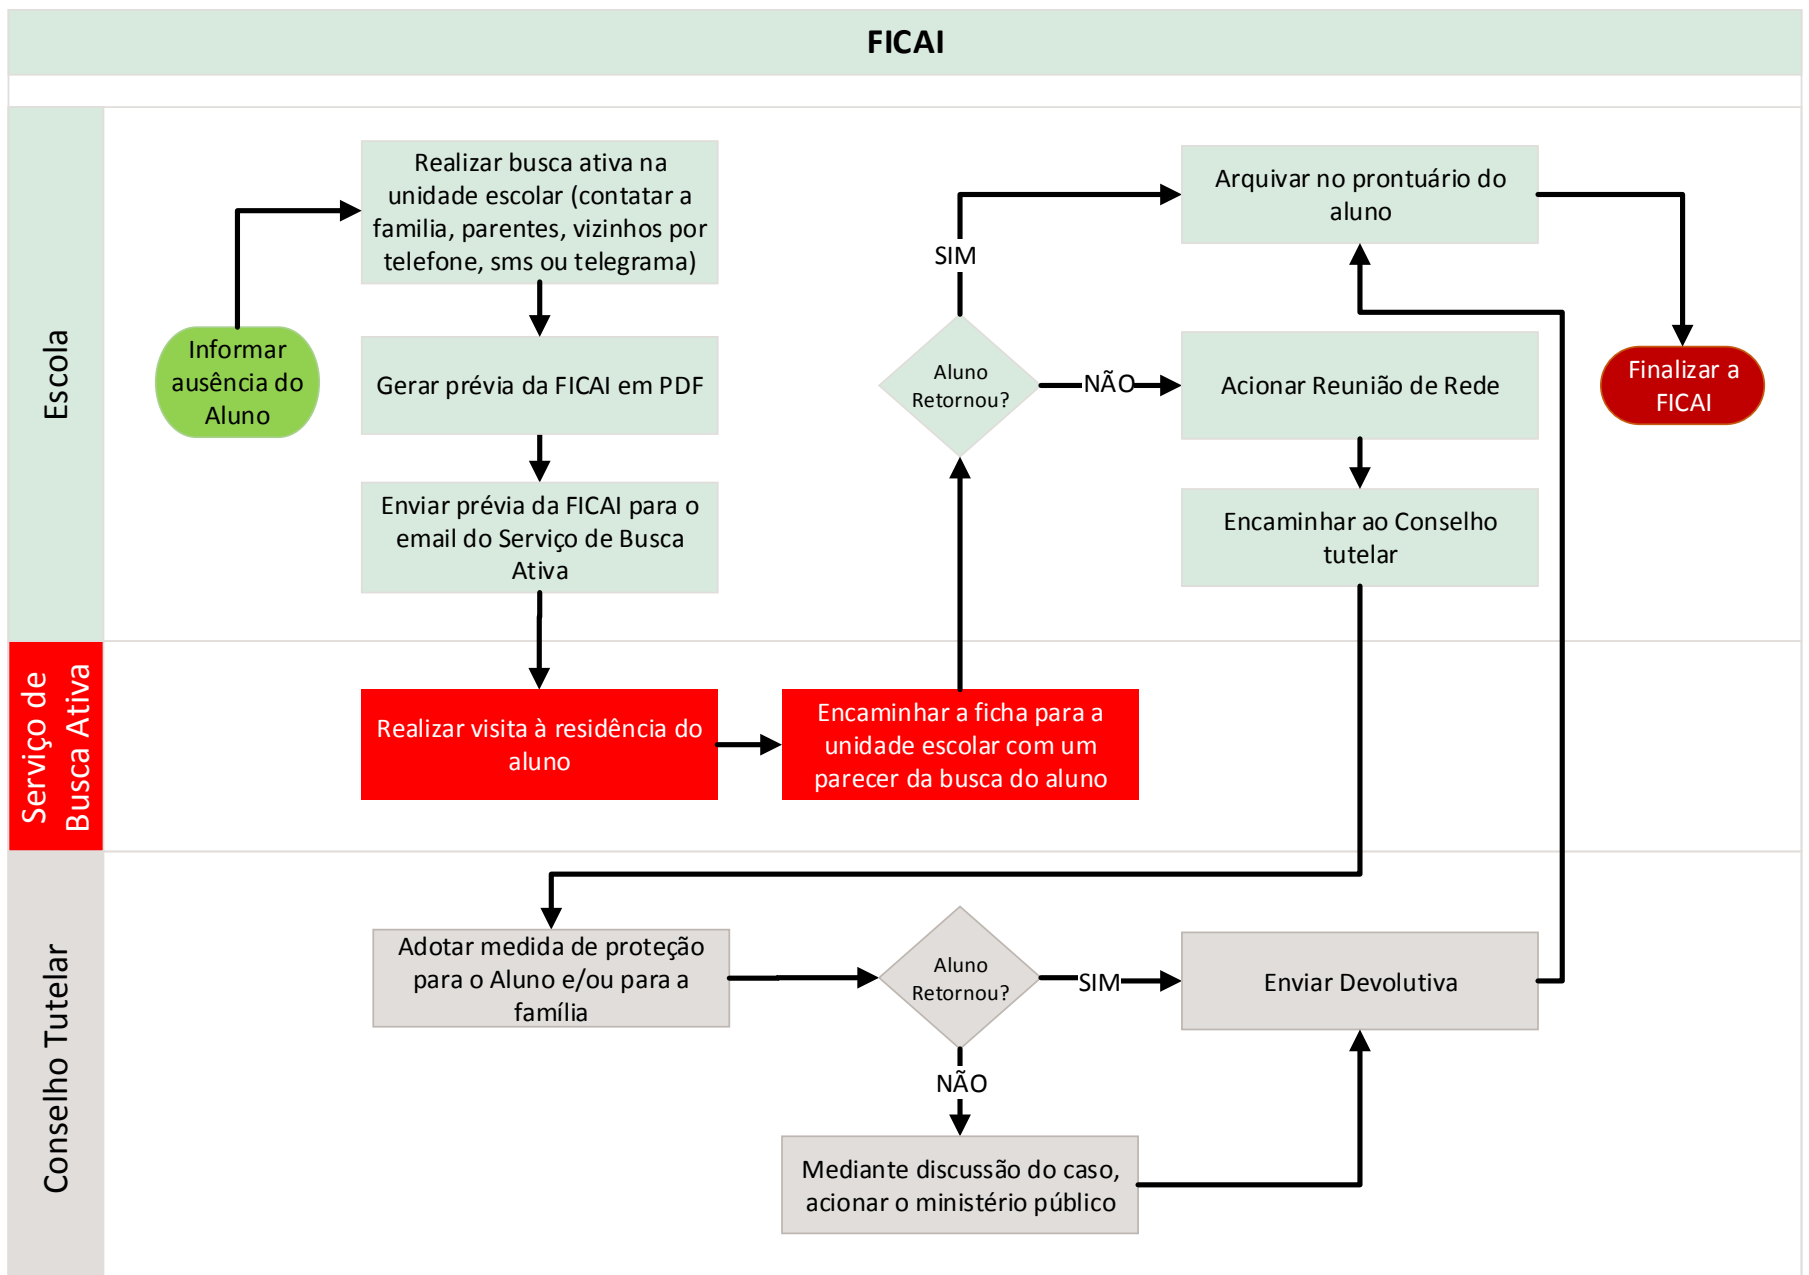 FICAI
Escola
Informar
ausência do
Aluno
Realizar busca ativa na
unidade escolar (contatar a
familia, parentes, vizinhos por
telefone, sms ou telegrama)
Gerar prévia da FICAI em PDF
Enviar prévia da FICAI para o
email do Serviço de Busca
Ativa
SIM
Aluno
Retornou?
NÃO
Arquivar no prontuário do
aluno
Acionar Reunião de Rede
Encaminhar ao Conselho
tutelar
Finalizar a
FICAI
Serviço de
Busca Ativa
Realizar visita à residência do
aluno
Encaminhar a ficha para a
unidade escolar com um
parecer da busca do aluno
Conselho Tutelar
Adotar medida de proteção
para o Aluno e/ou para a
família
Aluno
Retornou?
SIM
Enviar Devolutiva
NÃO
Mediante discussão do caso,
acionar o ministério público